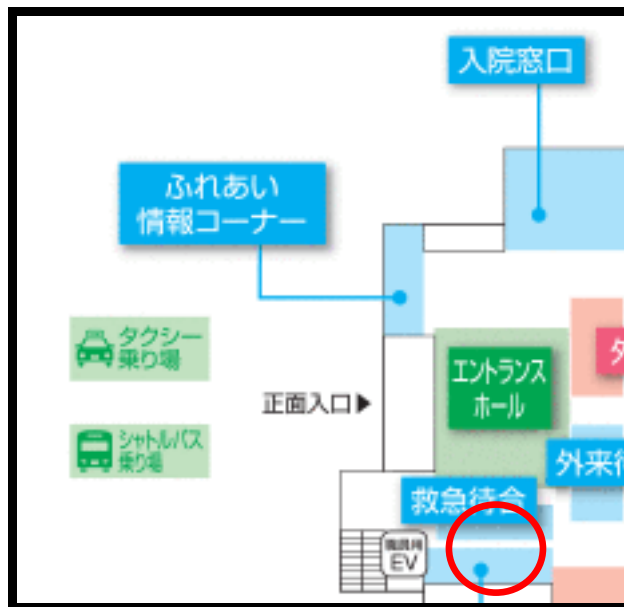 入院窓口
ふれあい
情報コーナー
タクシー
乗り場
エントランス
ホール
正面入口▶
シャトルバス
乗り場
外来待
救急待合
職員用
EV